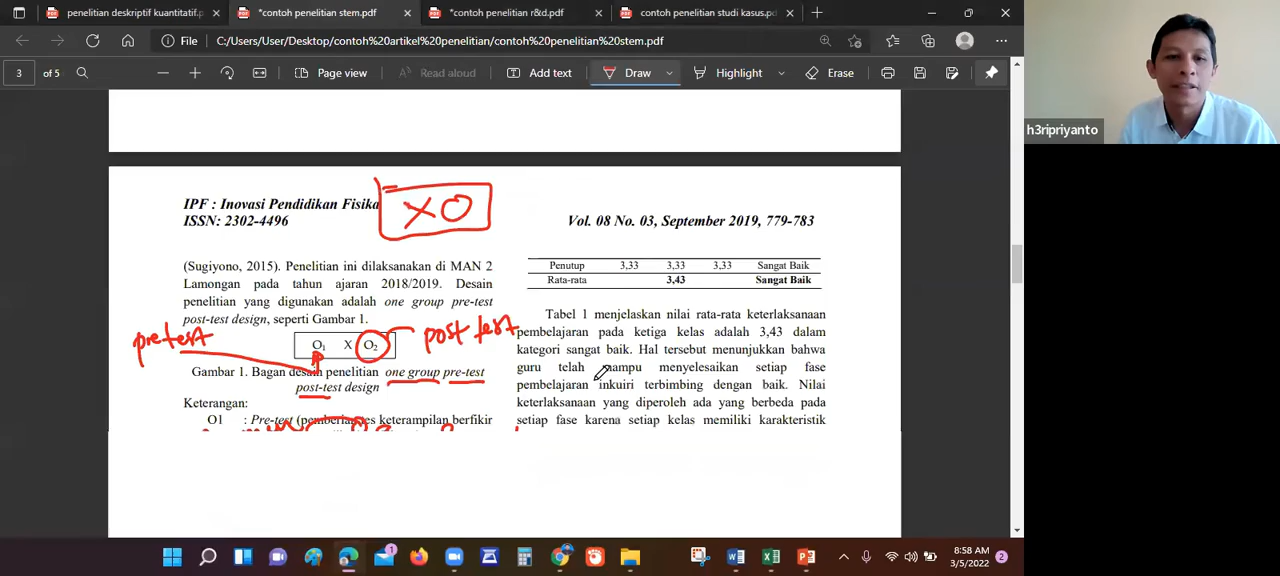 penelitian deskriptif kuantitatif.pdf
*contoh penelitian stem.pdf
*contoh penelitian r&d.pdf
contoh penelitian studi kasus.pd
File
C:/Users/User/Desktop/contoh%20artikel%20penelitian/contoh%20penelitian%20stem.pdf
3 of 5
Page view
Read aloud
Add text
Draw
Highlight
Erase
h3ripriyanto
IPF : Inovasi Pendidikan Fisika
ISSN: 2302-4496
X O
Vol. 08 No. 03, September 2019, 779-783
(Sugiyono, 2015). Penelitian ini dilaksanakan di MAN 2
Lamongan pada tahun ajaran 2018/2019. Desain
penelitian yang digunakan adalah one group pre-test
post-test design, seperti Gambar 1.
pretest
O1 X O2
post test
Gambar 1. Bagan desain penelitian one group pre-test
post-test design
Keterangan:
O1 : Pre-test (pemberian tes keterampilan berfikir
Penutup 3,33 3,33 3,33 Sangat Baik
Rata-rata 3,43 Sangat Baik
Tabel 1 menjelaskan nilai rata-rata keterlaksanaan
pembelajaran pada ketiga kelas adalah 3,43 dalam
kategori sangat baik. Hal tersebut menunjukkan bahwa
guru telah mampu menyelesaikan setiap fase
pembelajaran inkuiri terbimbing dengan baik. Nilai
keterlaksanaan yang diperoleh ada yang berbeda pada
setiap fase karena setiap kelas memiliki karakteristik
8:58 AM
3/5/2022